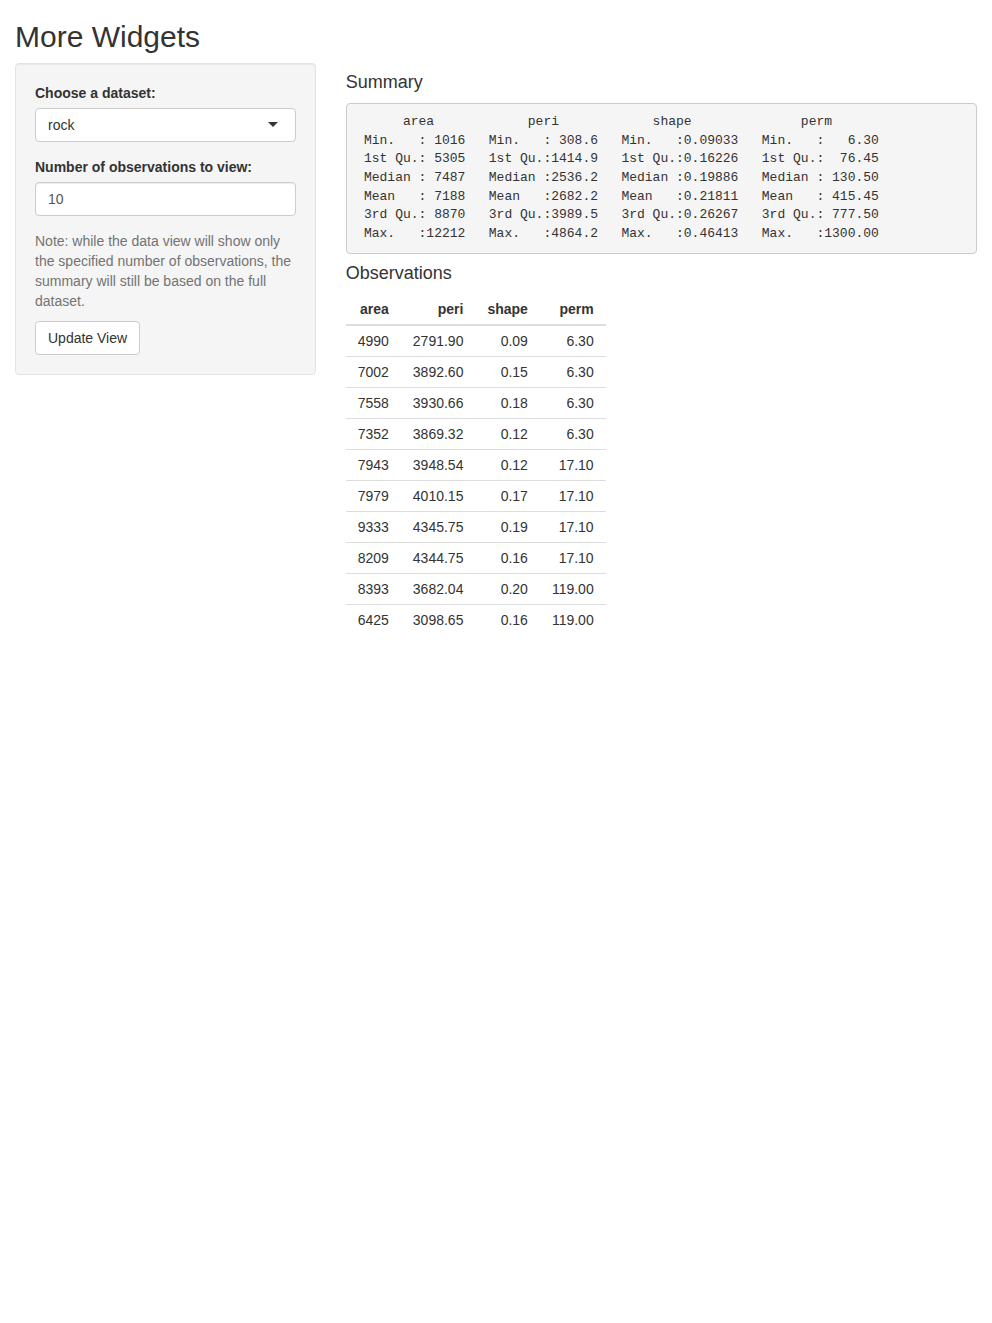 More Widgets
Choose a dataset:
rock
Number of observations to view:
10
Note: while the data view will show only
the specified number of observations, the
summary will still be based on the full
dataset.
Update View
Summary
     area            peri            shape              perm
Min.   : 1016   Min.   : 308.6   Min.   :0.09033   Min.   :   6.30
1st Qu.: 5305   1st Qu.:1414.9   1st Qu.:0.16226   1st Qu.:  76.45
Median : 7487   Median :2536.2   Median :0.19886   Median : 130.50
Mean   : 7188   Mean   :2682.2   Mean   :0.21811   Mean   : 415.45
3rd Qu.: 8870   3rd Qu.:3989.5   3rd Qu.:0.26267   3rd Qu.: 777.50
Max.   :12212   Max.   :4864.2   Max.   :0.46413   Max.   :1300.00
Observations
area peri shape perm
4990 2791.90 0.09 6.30
7002 3892.60 0.15 6.30
7558 3930.66 0.18 6.30
7352 3869.32 0.12 6.30
7943 3948.54 0.12 17.10
7979 4010.15 0.17 17.10
9333 4345.75 0.19 17.10
8209 4344.75 0.16 17.10
8393 3682.04 0.20 119.00
6425 3098.65 0.16 119.00